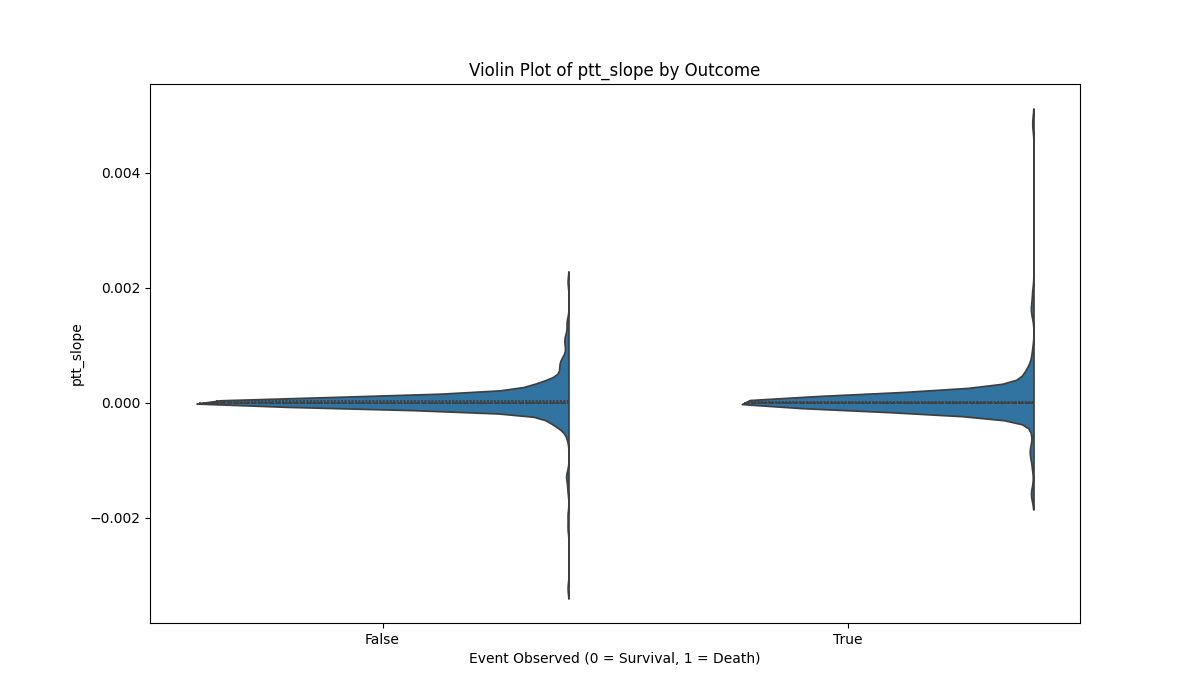 Violin Plot of ptt_slope by Outcome
ptt_slope
0.004
0.002
0.000
−0.002
False
True
Event Observed (0 = Survival, 1 = Death)